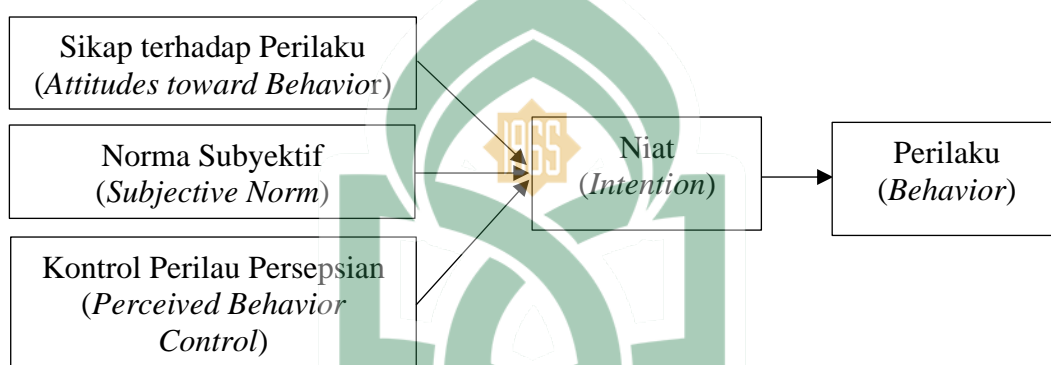 Sikap terhadap Perilaku
(Attitudes toward Behavior)
Norma Subyektif
(Subjective Norm)
Kontrol Perilau Persepsian
(Perceived Behavior
Control)
1965
Niat
(Intention)
Perilaku
(Behavior)